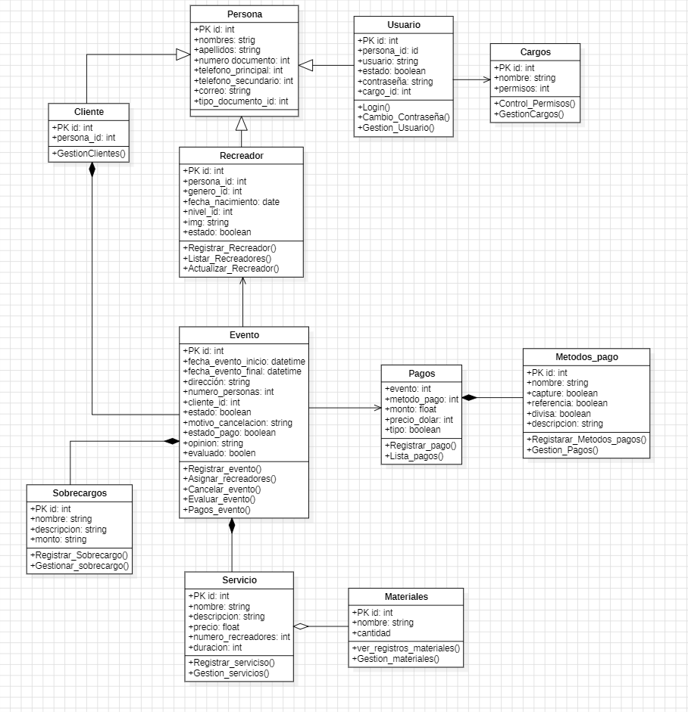 Persona
+PK id: int
+nombres: strig
+apellidos: string
+numero documento: int
+telefono_principal: int
+telefono_secundario: int
+correo: string
+tipo_documento_id: int
Usuario
+PK id: int
+persona_id: id
+usuario: string
+estado: boolean
+contraseña: string
+cargo_id: int
+Login()
+Cambio_Contraseña()
+Gestion_Usuario()
Cargos
+PK id: int
+nombre: string
+permisos: int
+Control_Permisos()
+GestionCargos()
Cliente
+PK id: int
+persona_id: int
+GestionClientes()
Recreador
+PK id: int
+persona_id: int
+genero_id: int
+fecha_nacimiento: date
+nivel_id: int
+img: string
+estado: boolean
+Registrar_Recreador()
+Listar_Recreadores()
+Actualizar_Recreador()
Evento
+PK id: int
+fecha_evento_inicio: datetime
+fecha_evento_final: datetime
+dirección: string
+numero_personas: int
+cliente_id: int
+estado: boolean
+motivo_cancelacion: string
+estado_pago: boolean
+opinion: string
+evaluado: boolen
+Registrar_evento()
+Asignar_recreadores()
+Cancelar_evento()
+Evaluar_evento()
+Pagos_evento()
Pagos
+evento: int
+metodo_pago: int
+monto: float
+precio_dolar: int
+tipo: boolean
+Registrar_pago()
+Lista_pagos()
Metodos_pago
+PK id: int
+nombre: string
+capture: boolean
+referencia: boolean
+divisa: boolean
+descripcion: string
+Registarar_Metodos_pagos()
+Gestion_Pagos()
Sobrecargos
+PK id: int
+nombre: string
+descripcion: string
+monto: string
+Registrar_Sobrecargo()
+Gestionar_sobrecargo()
Servicio
+PK id: int
+nombre: string
+descripcion: string
+precio: float
+numero_recreadores: int
+duracion: int
+Registrar_serviciso()
+Gestion_servicios()
Materiales
+PK id: int
+nombre: string
+cantidad
+ver_registros_materiales()
+Gestion_materiales()